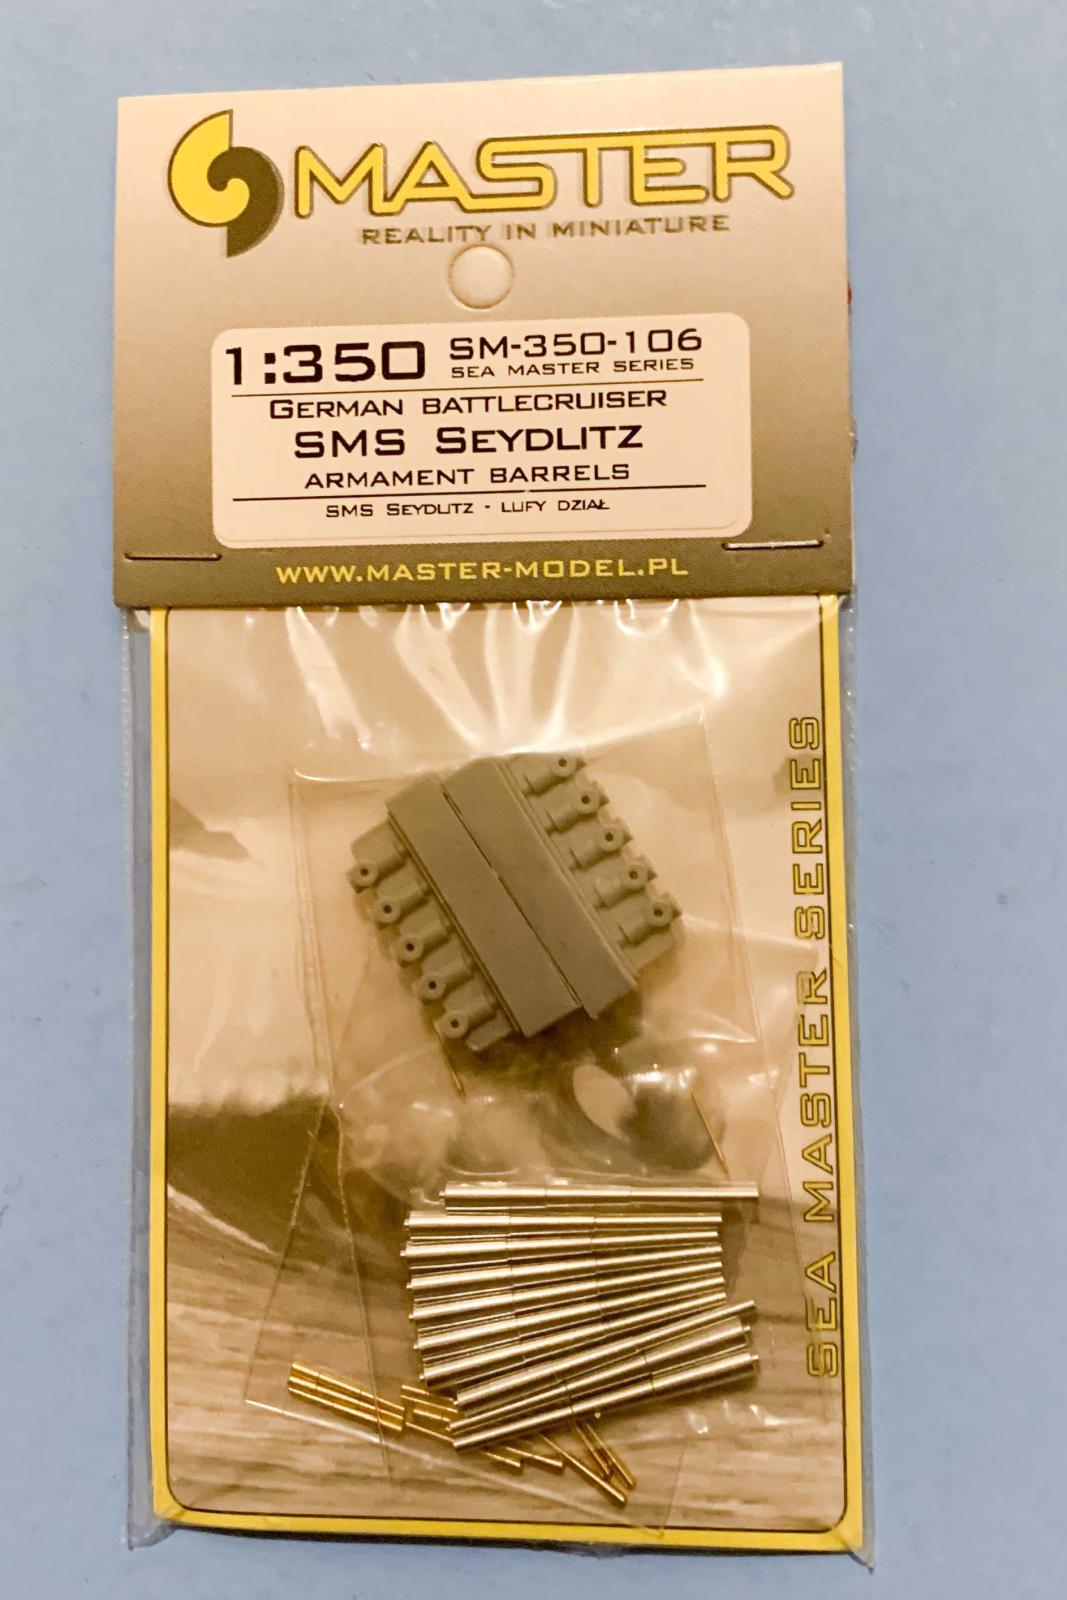 MASTER
REALITY IN MINIATURE
1:350 SM-350-106
SEA MASTER SERIES
GERMAN BATTLECRUISER
SMS SEYDLITZ
ARMAMENT BARRELS
SMS SEYDLITZ - LUFY DZIAŁ
WWW.MASTER-MODEL.PL
SEA MASTER SERIES